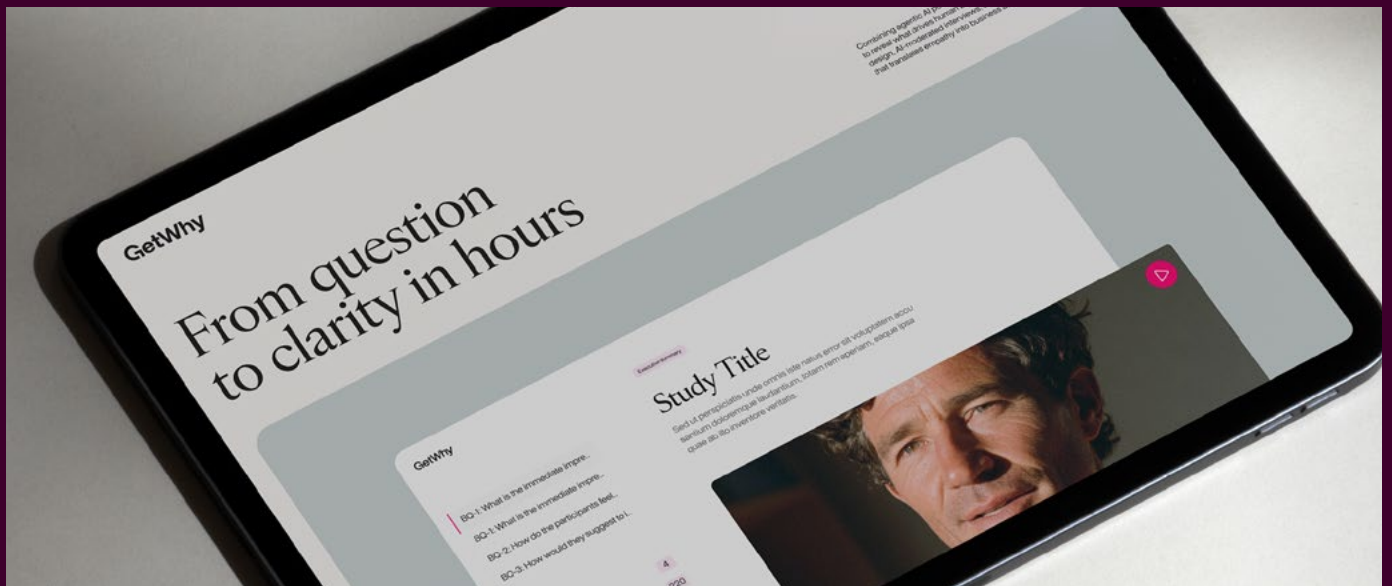 Combining agentic AI
to reveal what drives human
design, AI-moderated interviews,
that translates empathy into business
GetWhy
From question
to clarity in hours
Executive summary
Study Title
Sed ut perspiciatis unde omnis iste natus error sit voluptatem accu
santium doloremque laudantium, totam rem aperiam, eaque ipsa
quae ab illo inventore veritatis.
GetWhy
BQ-1: What is the immediate impre..
BQ-1: What is the immediate impre..
BQ-2: How do the participants feel..
BQ-3: How would they suggest to i..
4
220